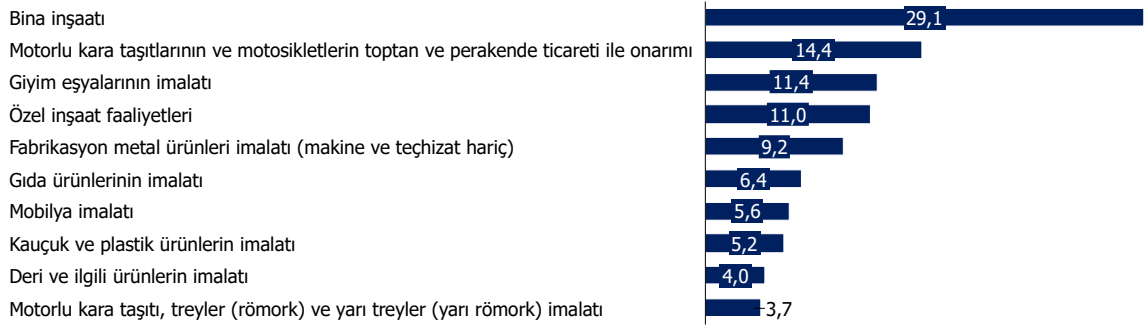 Bina inşaatı 29,1
Motorlu kara taşıtlarının ve motosikletlerin toptan ve perakende ticareti ile onarımı 14,4
Giyim eşyalarının imalatı 11,4
Özel inşaat faaliyetleri 11,0
Fabrikasyon metal ürünleri imalatı (makine ve teçhizat hariç) 9,2
Gıda ürünlerinin imalatı 6,4
Mobilya imalatı 5,6
Kauçuk ve plastik ürünlerin imalatı 5,2
Deri ve ilgili ürünlerin imalatı 4,0
Motorlu kara taşıtı, treyler (römork) ve yarı treyler (yarı römork) imalatı 3,7